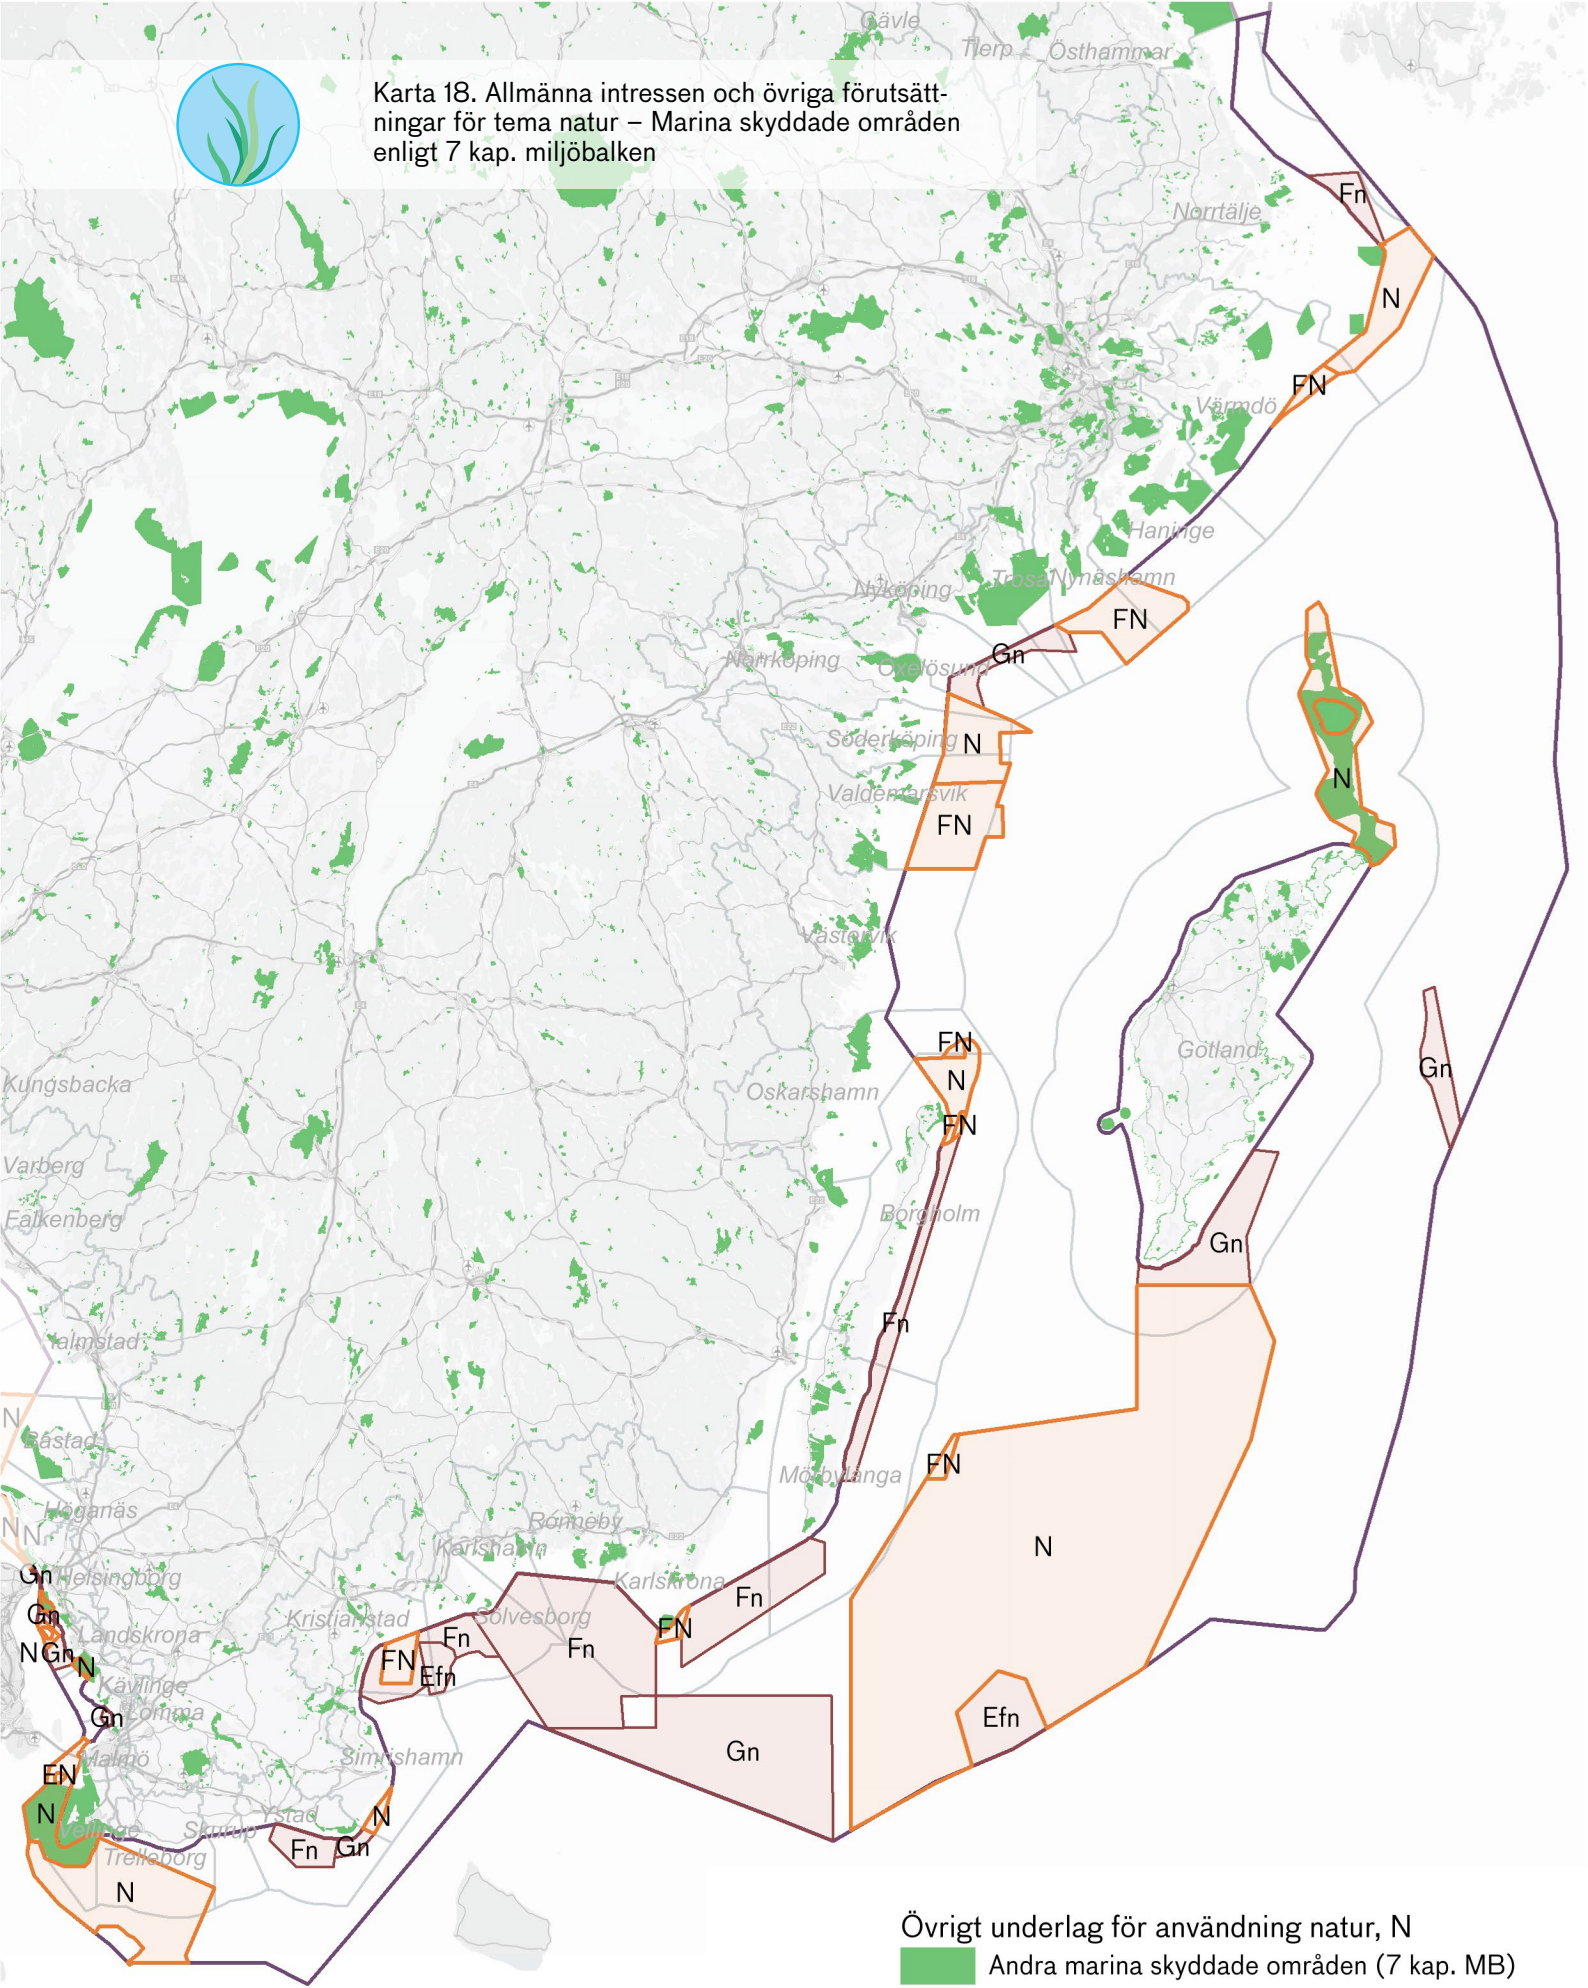 Gävle
Tierp
Östhammar
Karta 18. Allmänna intressen och övriga förutsätt-
ningar för tema natur – Marina skyddade områden
enligt 7 kap. miljöbalken
Fn
Norrtälje
N
FN
Värmdö
Haninge
Trosa
Nynäshamn
Nyköping
FN
Gn
Norrköping
Oxelösund
Söderköping
N
N
Valdemarsvik
FN
Västervik
FN
Gotland
Gn
Kungsbacka
N
Oskarshamn
FN
Varberg
Falkenberg
Borgholm
Gn
Fn
Halmstad
N
Båstad
FN
Mörbylånga
Höganäs
N
N
Ronneby
Karlshamn
N
Gn
Helsingborg
Karlskrona
Fn
Gn
Kristianstad
Sölvesborg
FN
Landskrona
Fn
Fn
N
Gn
N
FN
Efn
Kävlinge
Gn
Lomma
Efn
Malmö
Simrishamn
Gn
EN
N
Ystad
N
Vellinge
Skurup
Fn
Gn
Trelleborg
N
Övrigt underlag för användning natur, N
Andra marina skyddade områden (7 kap. MB)